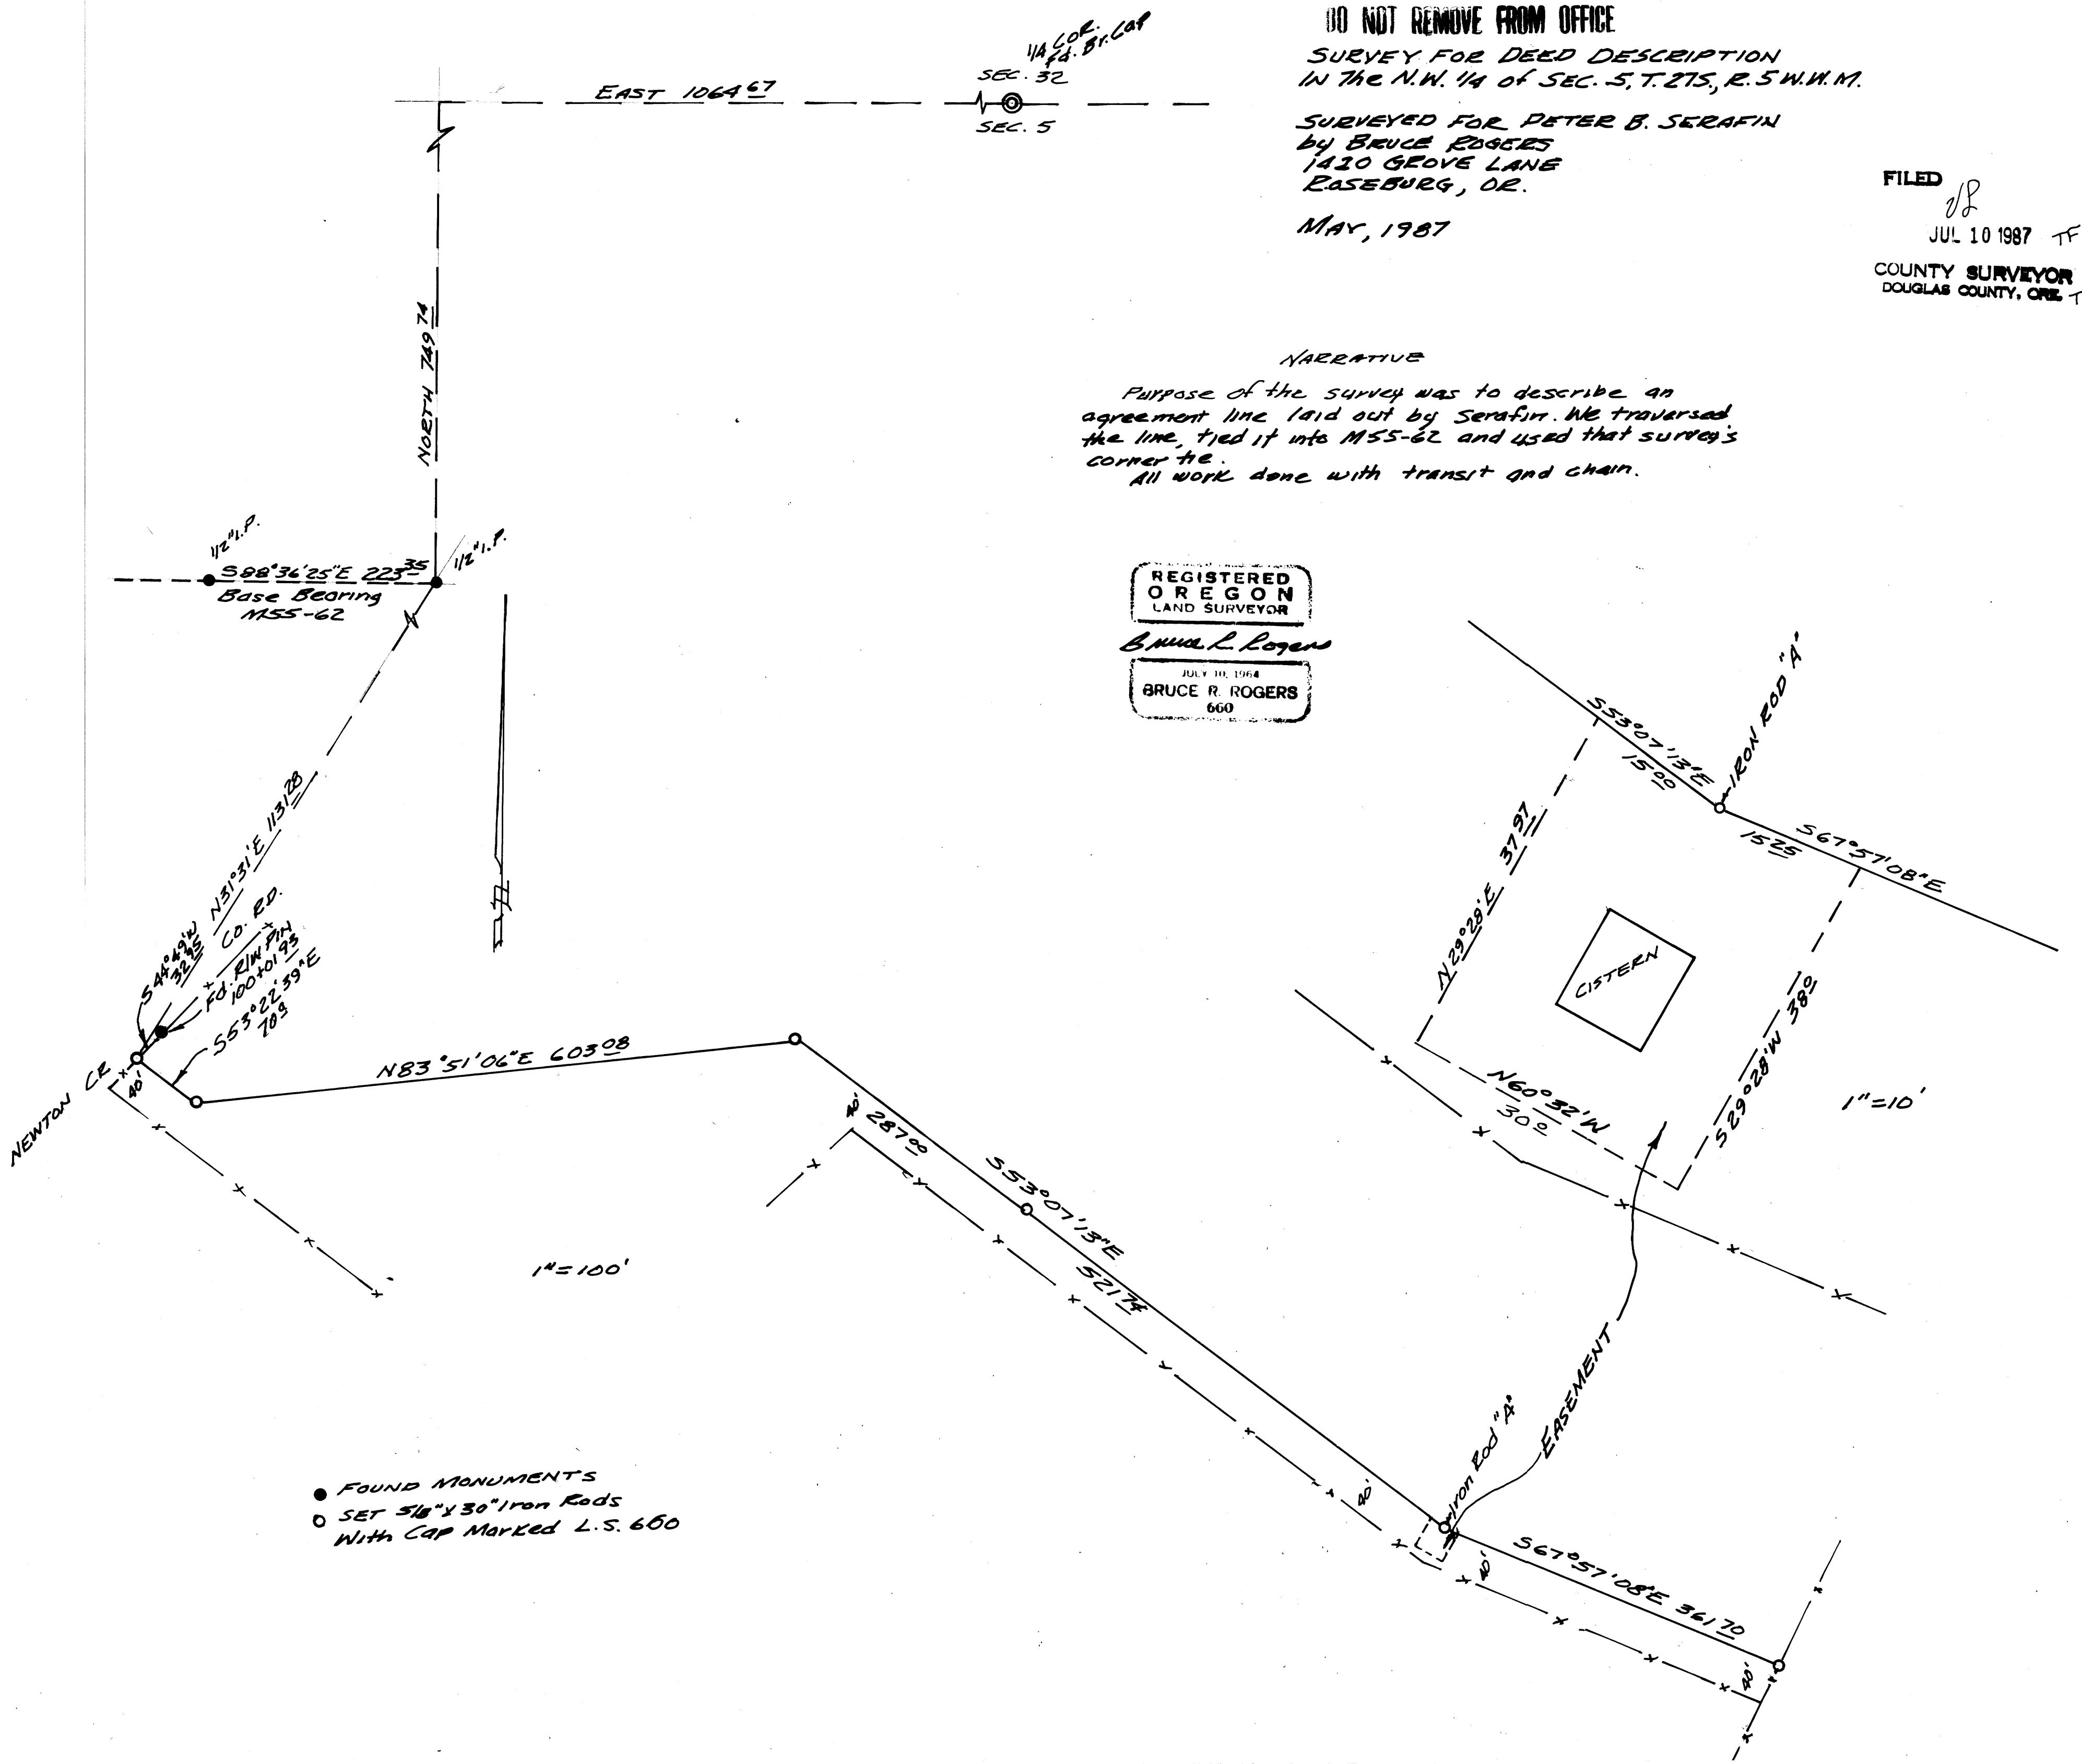 DO NOT REMOVE FROM OFFICE
SURVEY FOR DEED DESCRIPTION
IN The N.W. 1/4 of SEC. 5, T. 27S., R. 5 W. W. M.
SURVEYED FOR PETER B. SERAFIN
by BRUCE ROGERS
1420 GROVE LANE
ROSEBURG, OR.
MAY, 1987
FILED
JUL 10 1987 TF
COUNTY SURVEYOR
DOUGLAS COUNTY, ORE.
1/4 COR.
Fd. Br. Cap
SEC. 32
SEC. 5
EAST 1064 67
NORTH 749 74
NARRATIVE
Purpose of the survey was to describe an
agreement line laid out by Serafin. We traversed
the line, tied it into M55-62 and used that survey's
corner tie.
All work done with transit and chain.
1/2" I.P.
1/2" I.P.
S88°36'25"E 223 35
Base Bearing
M55-62
REGISTERED
OREGON
LAND SURVEYOR
Bruce R. Rogers
JULY 10, 1964
BRUCE R. ROGERS
660
N31°31'E 1131 28
S44°49'W
32 95
CO. RD.
Fd. R/W PIN
100+01 93
S53°22'39"E
70 9
NEWTON CR
40'
N83°51'06"E 603 08
40'
287 00
S53°07'13"E
521 74
1"=100'
Iron Rod "A"
EASEMENT
40'
40'
S67°57'08"E 361 70
40'
S53°07'13"E
15 00
IRON ROD "A"
S67°57'08"E
15 25
N29°28'E 37 97
CISTERN
S29°28'W 38 0
N60°32'W
30 0
1"=10'
FOUND MONUMENTS
SET 5/8" X 30" Iron Rods
With Cap Marked L.S. 660